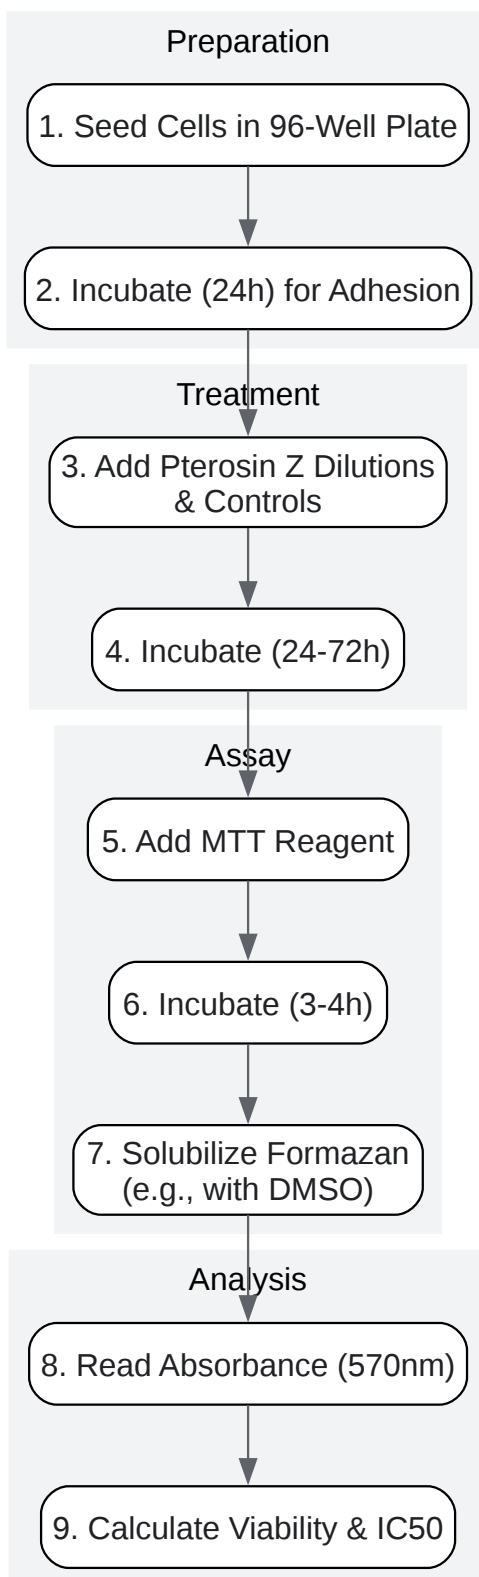 Preparation
1. Seed Cells in 96-Well Plate
2. Incubate (24h) for Adhesion
Treatment
3. Add Pterosin Z Dilutions
& Controls
4. Incubate (24-72h)
Assay
5. Add MTT Reagent
6. Incubate (3-4h)
7. Solubilize Formazan
(e.g., with DMSO)
Analysis
8. Read Absorbance (570nm)
9. Calculate Viability & IC50